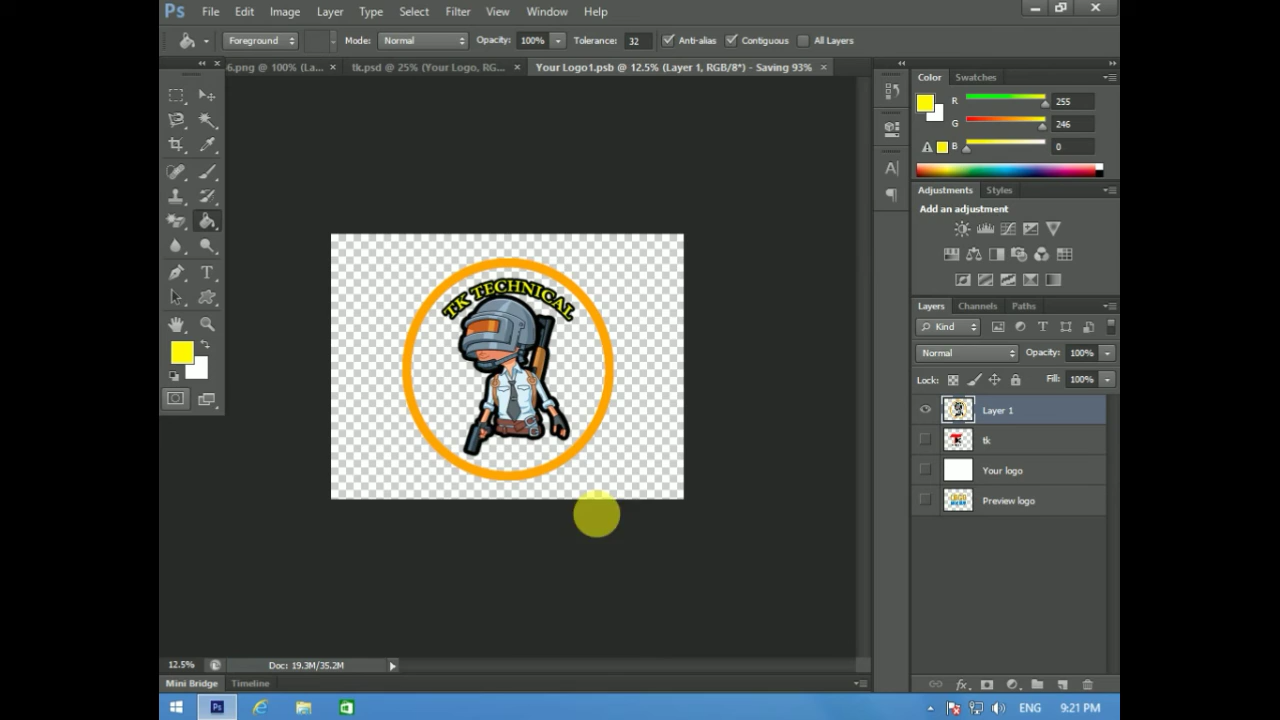 Ps File Edit Image Layer Type Select Filter View Window Help
Foreground Mode: Normal Opacity: 100% Tolerance: 32 Anti-alias Contiguous All Layers
6.png @ 100% (La... × tk.psd @ 25% (Your Logo, RG... × Your Logo1.psb @ 12.5% (Layer 1, RGB/8*) - Saving 93% ×
Color Swatches
R 255
G 246
B 0
Adjustments Styles
Add an adjustment
Layers Channels Paths
Kind
Normal Opacity: 100%
Lock: Fill: 100%
Layer 1
tk
Your logo
Preview logo
TK TECHNICAL
12.5% Doc: 19.3M/35.2M
Mini Bridge Timeline
Ps ENG 9:21 PM